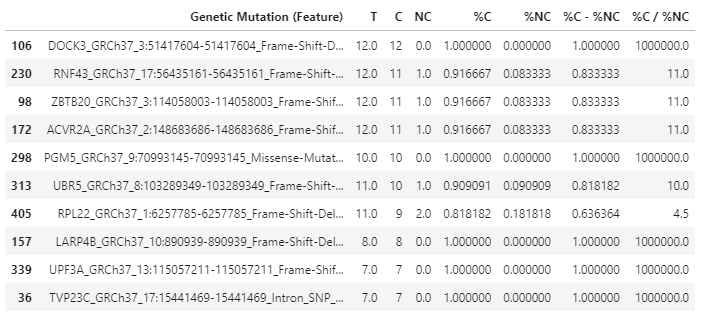 Genetic Mutation (Feature) T C NC %C %NC %C - %NC %C / %NC
106 DOCK3_GRCh37_3:51417604-51417604_Frame-Shift-D... 12.0 12 0.0 1.000000 0.000000 1.000000 1000000.0
230 RNF43_GRCh37_17:56435161-56435161_Frame-Shift-... 12.0 11 1.0 0.916667 0.083333 0.833333 11.0
98 ZBTB20_GRCh37_3:114058003-114058003_Frame-Shif... 12.0 11 1.0 0.916667 0.083333 0.833333 11.0
172 ACVR2A_GRCh37_2:148683686-148683686_Frame-Shif... 12.0 11 1.0 0.916667 0.083333 0.833333 11.0
298 PGM5_GRCh37_9:70993145-70993145_Missense-Mutat... 10.0 10 0.0 1.000000 0.000000 1.000000 1000000.0
313 UBR5_GRCh37_8:103289349-103289349_Frame-Shift-... 11.0 10 1.0 0.909091 0.090909 0.818182 10.0
405 RPL22_GRCh37_1:6257785-6257785_Frame-Shift-Del... 11.0 9 2.0 0.818182 0.181818 0.636364 4.5
157 LARP4B_GRCh37_10:890939-890939_Frame-Shift-Del... 8.0 8 0.0 1.000000 0.000000 1.000000 1000000.0
339 UPF3A_GRCh37_13:115057211-115057211_Frame-Shif... 7.0 7 0.0 1.000000 0.000000 1.000000 1000000.0
36 TVP23C_GRCh37_17:15441469-15441469_Intron_SNP_... 7.0 7 0.0 1.000000 0.000000 1.000000 1000000.0